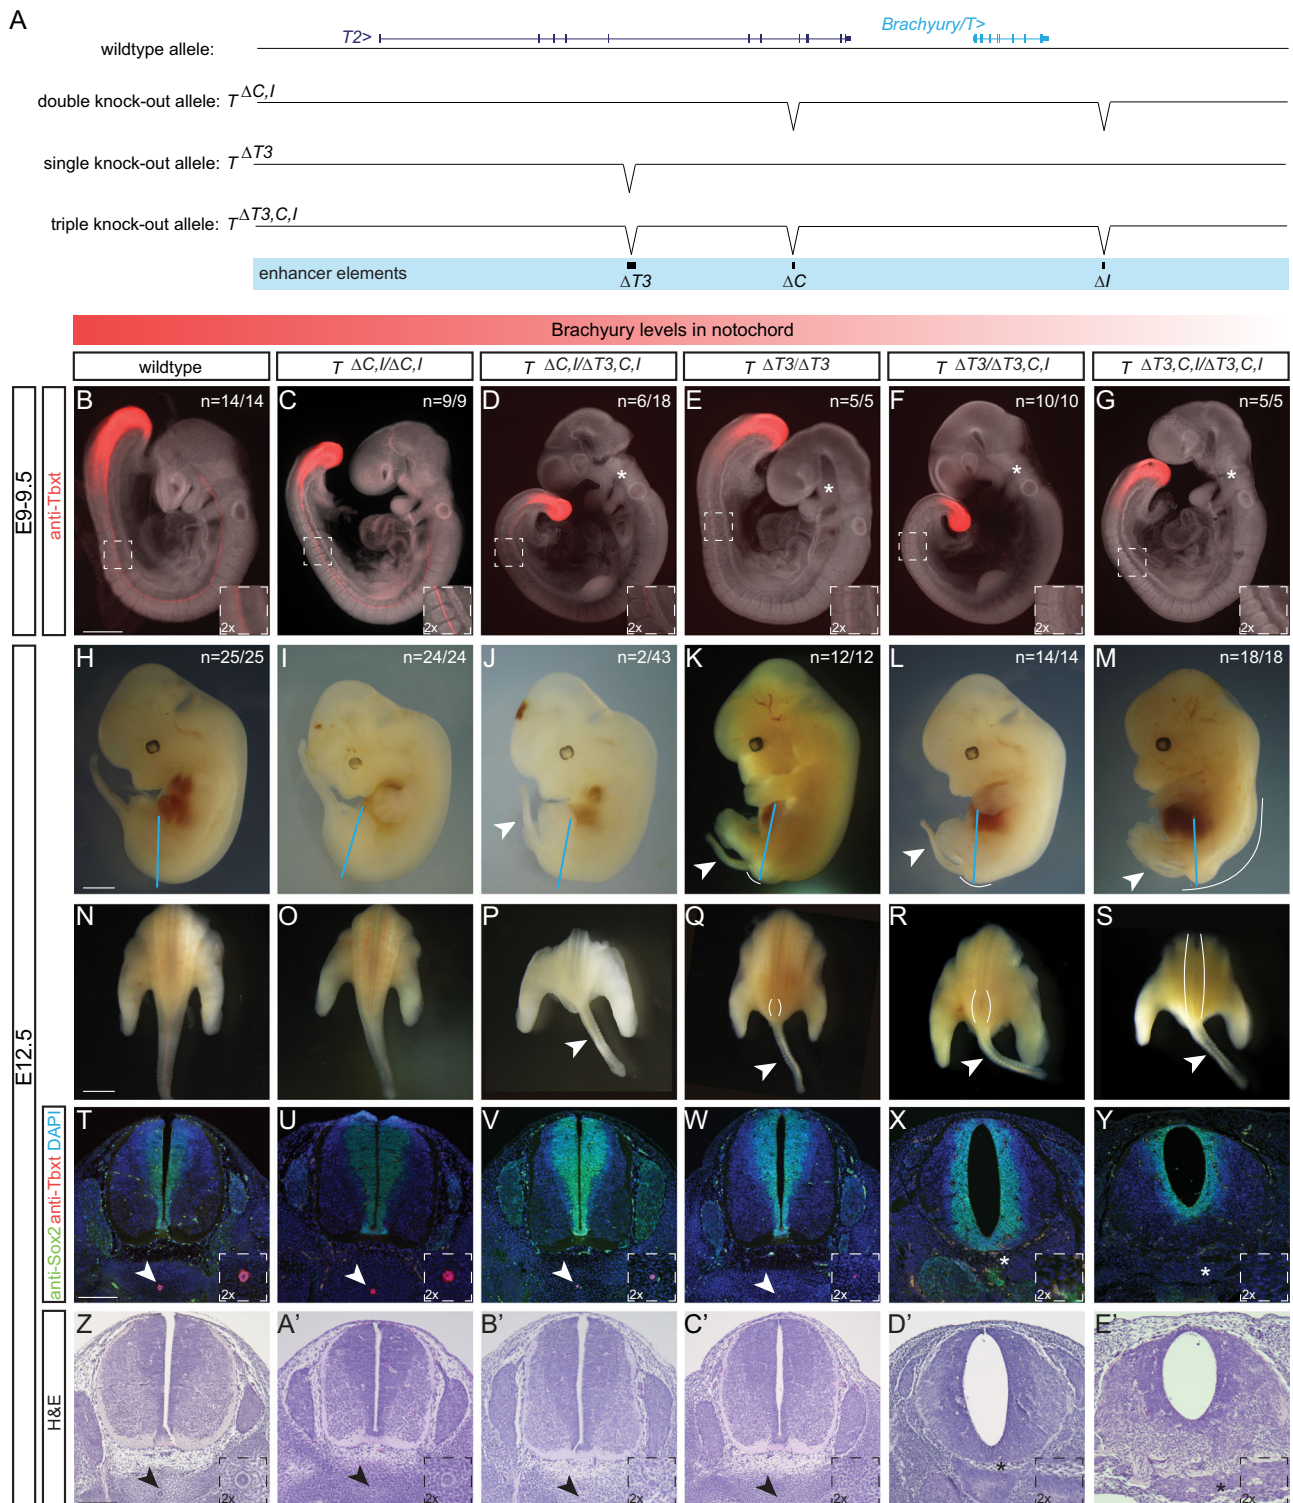 A
T2>
Brachyury/T>
wildtype allele:
double knock-out allele: T ΔC,I
single knock-out allele: T ΔT3
triple knock-out allele: T ΔT3,C,I
enhancer elements
ΔT3
ΔC
ΔI
Brachyury levels in notochord
wildtype
T ΔC,I/ΔC,I
T ΔC,I/ΔT3,C,I
T ΔT3/ΔT3
T ΔT3/ΔT3,C,I
T ΔT3,C,I/ΔT3,C,I
E9-9.5
anti-Tbxt
B n=14/14 2x
C n=9/9 2x
D n=6/18 * 2x
E n=5/5 * 2x
F n=10/10 * 2x
G n=5/5 * 2x
E12.5
H n=25/25
I n=24/24
J n=2/43
K n=12/12
L n=14/14
M n=18/18
N
O
P
Q
R
S
anti-Sox2 anti-Tbxt DAPI
T 2x
U 2x
V 2x
W 2x
X * 2x
Y * 2x
H&E
Z 2x
A’ 2x
B’ 2x
C’ 2x
D’ * 2x
E’ * 2x